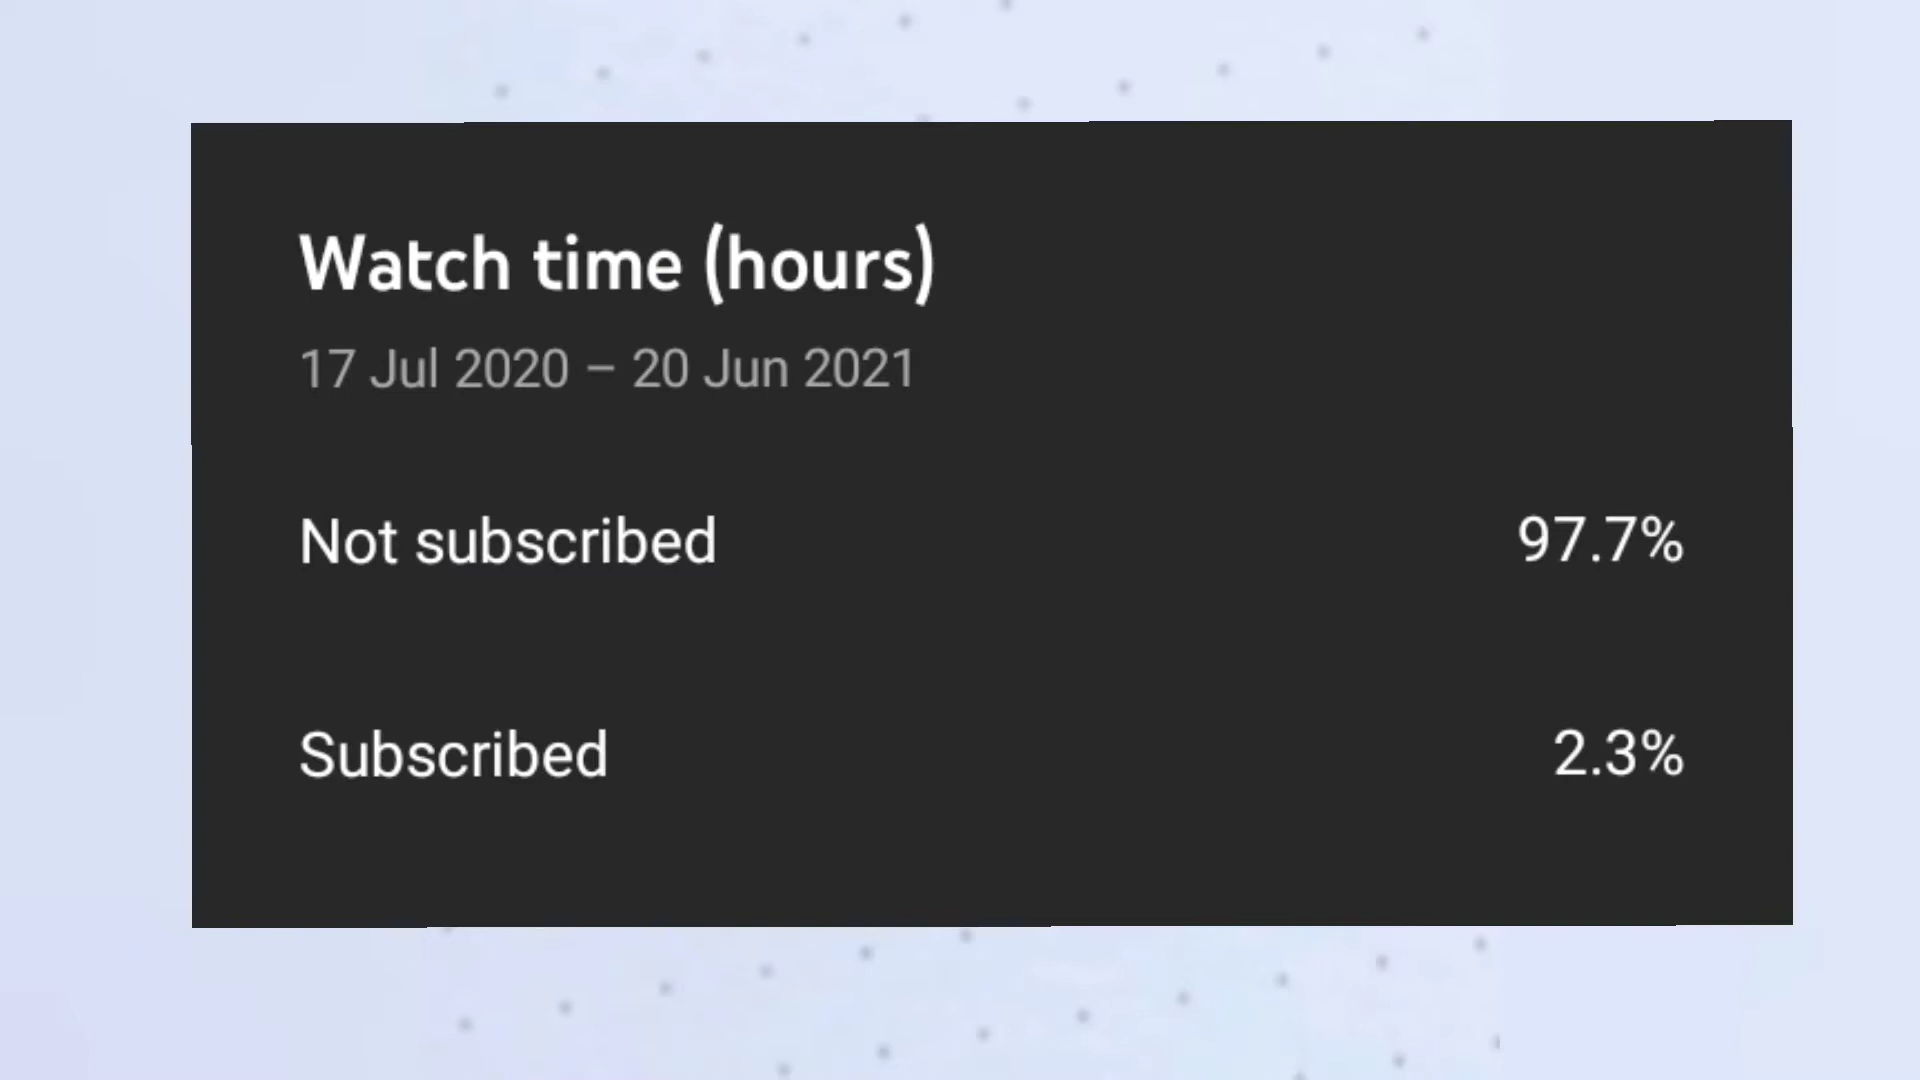 Watch time (hours)
17 Jul 2020 – 20 Jun 2021
Not subscribed 97.7%
Subscribed 2.3%